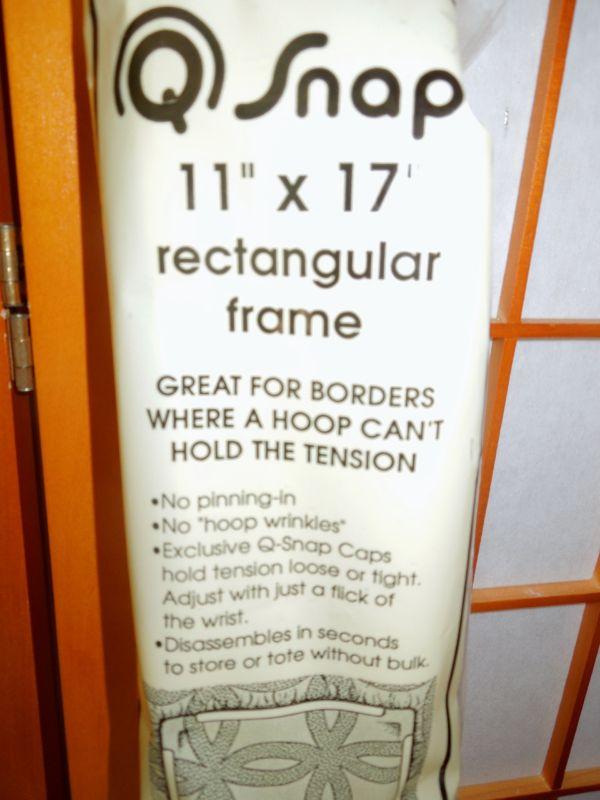 Q Snap
11" x 17"
rectangular
frame
GREAT FOR BORDERS
WHERE A HOOP CAN'T
HOLD THE TENSION
•No pinning-in
•No "hoop wrinkles"
•Exclusive Q-Snap Caps
hold tension loose or tight.
Adjust with just a flick of
the wrist.
•Disassembles in seconds
to store or tote without bulk.